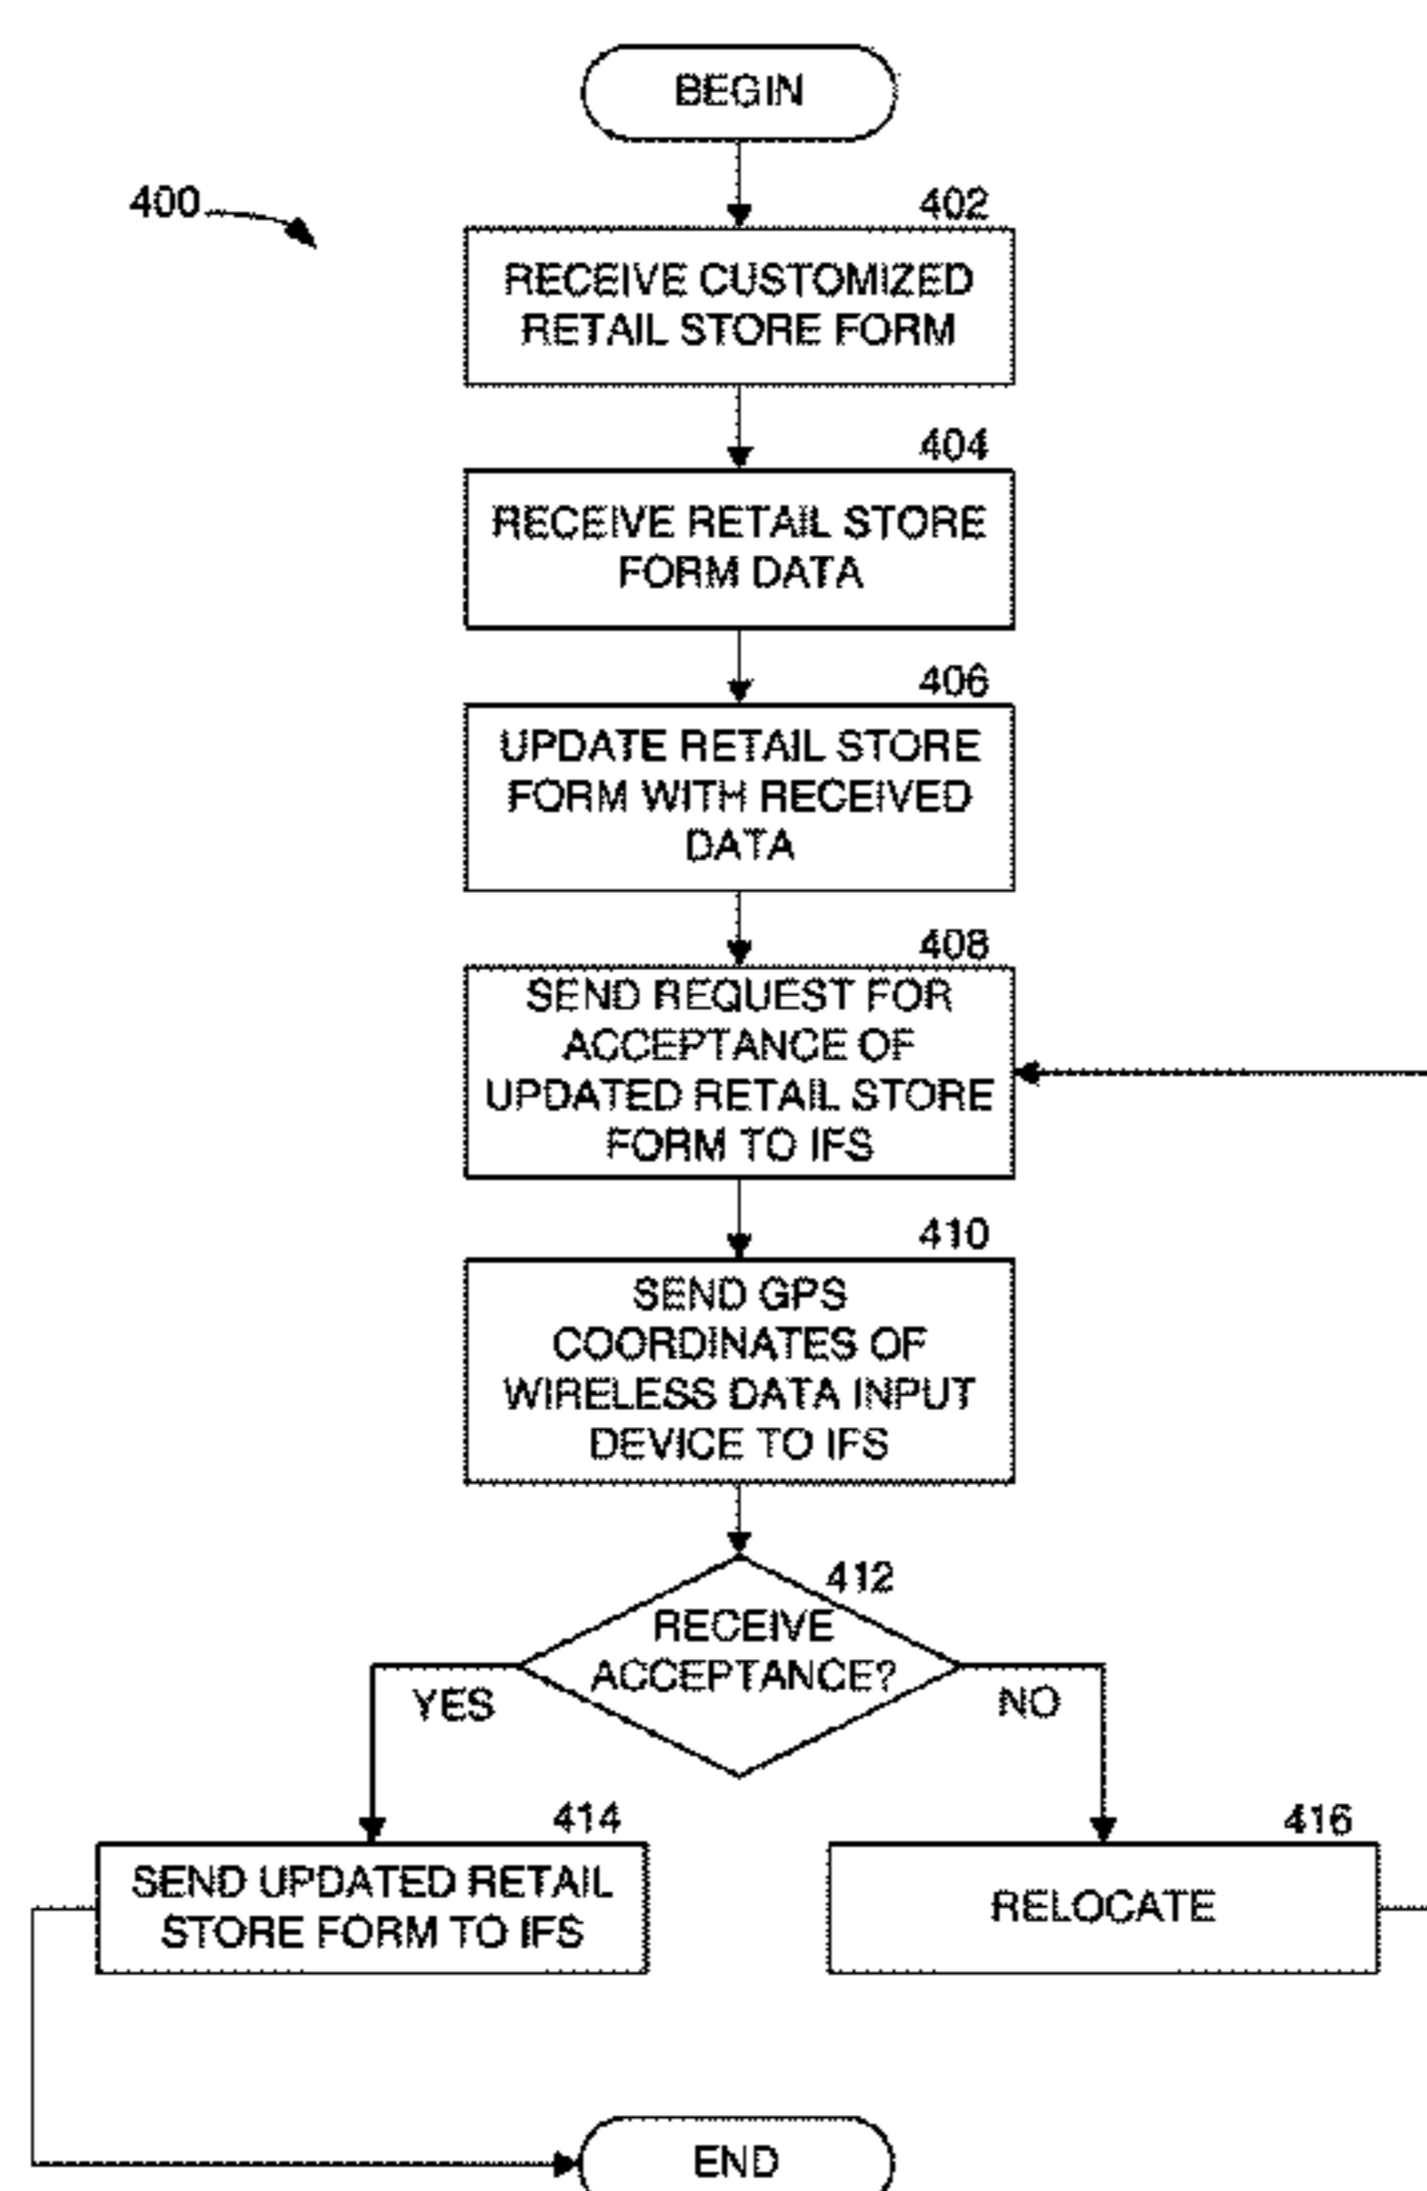 BEGIN
400
402
RECEIVE CUSTOMIZED
RETAIL STORE FORM
404
RECEIVE RETAIL STORE
FORM DATA
406
UPDATE RETAIL STORE
FORM WITH RECEIVED
DATA
408
SEND REQUEST FOR
ACCEPTANCE OF
UPDATED RETAIL STORE
FORM TO IFS
410
SEND GPS
COORDINATES OF
WIRELESS DATA INPUT
DEVICE TO IFS
412
RECEIVE
ACCEPTANCE?
YES
NO
414
SEND UPDATED RETAIL
STORE FORM TO IFS
416
RELOCATE
END